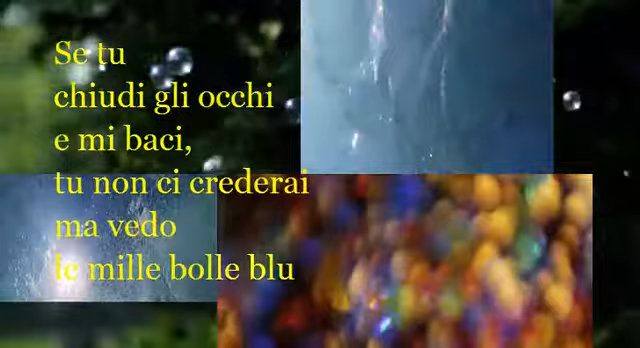 Se tu
chiudi gli occhi
e mi baci,
tu non ci crederai
ma vedo
le mille bolle blu